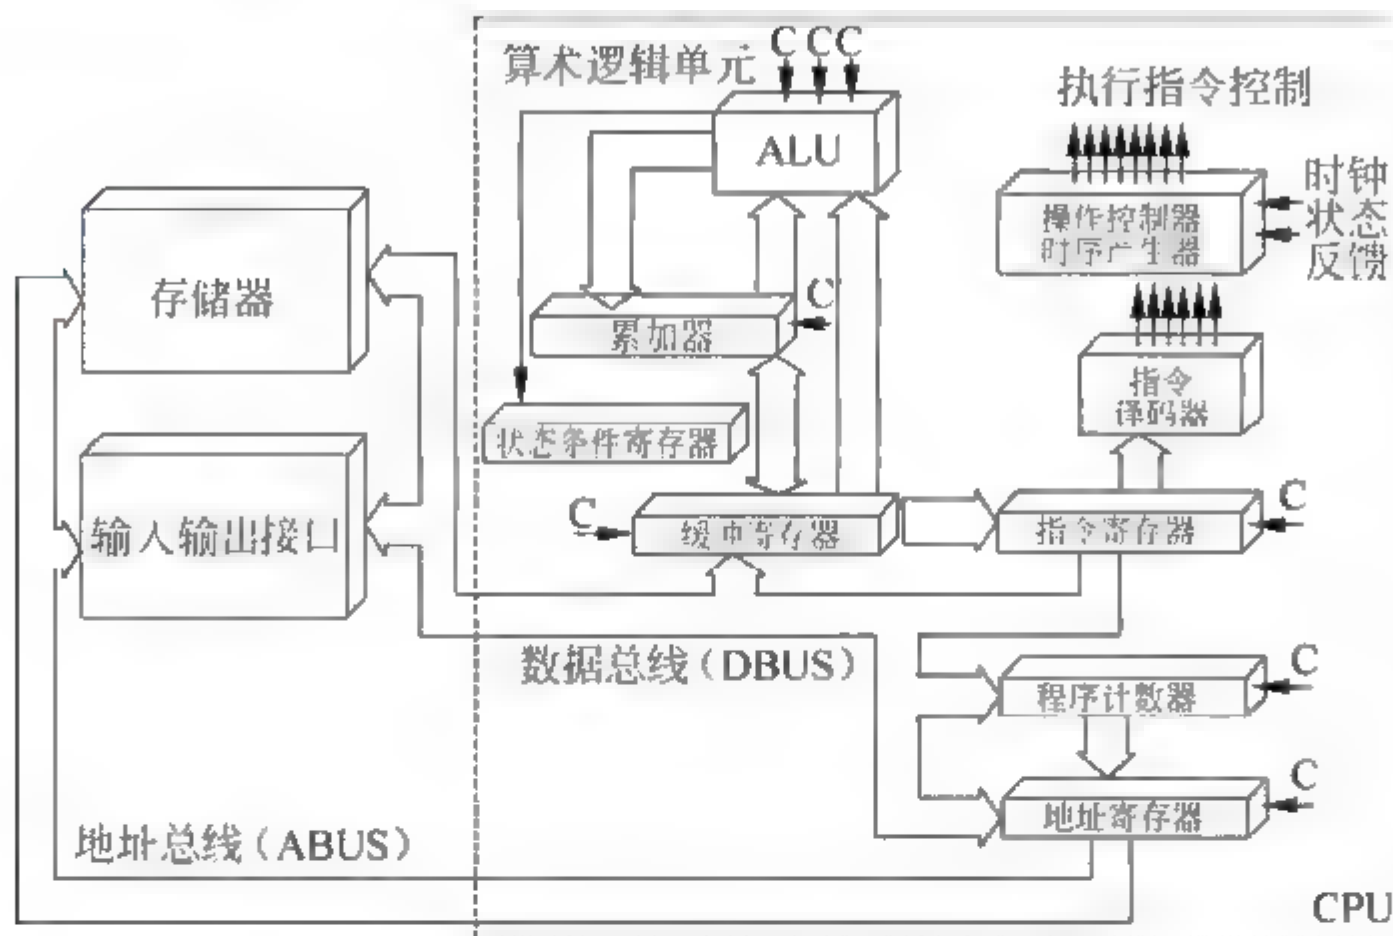 算术逻辑单元
C C C
ALU
执行指令控制
操作控制器
时序产生器
时钟
状态
反馈
存储器
累加器
C
指令
译码器
状态条件寄存器
输入输出接口
C
缓冲寄存器
指令寄存器
C
数据总线(DBUS)
程序计数器
C
地址寄存器
C
地址总线(ABUS)
CPU